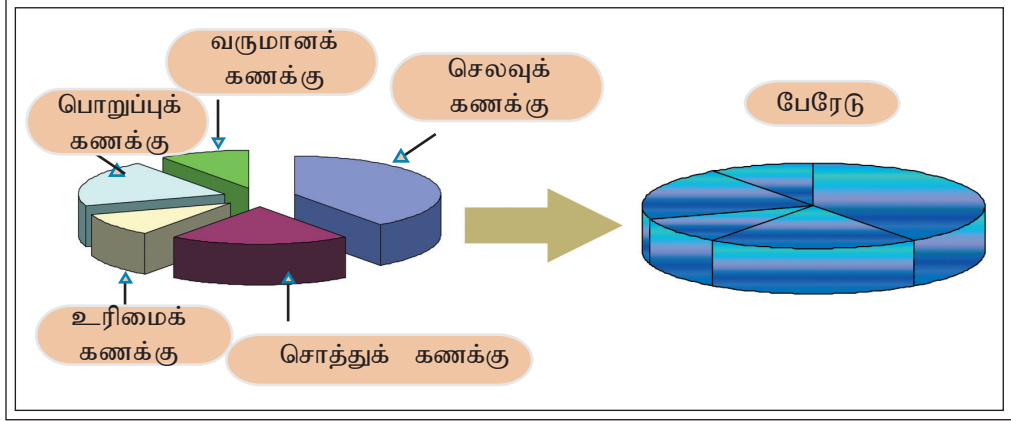 வருமானக்
கணக்கு
செலவுக்
கணக்கு
பொறுப்புக்
கணக்கு
பேரேடு
உரிமைக்
கணக்கு
சொத்துக் கணக்கு